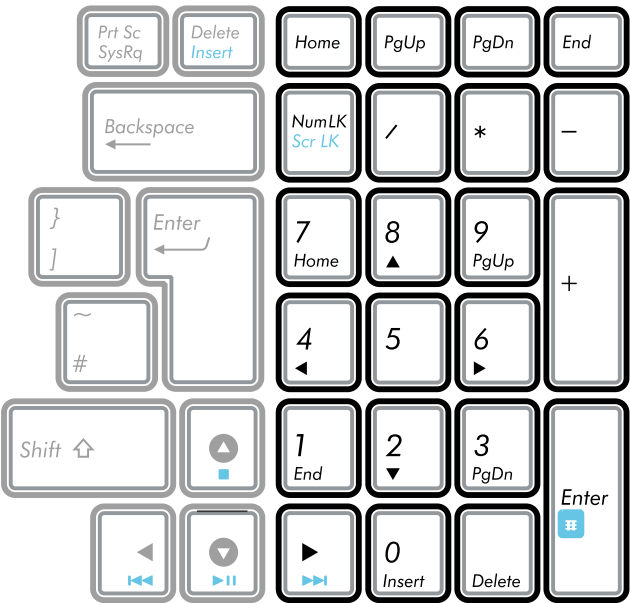 Prt Sc
SysRq
Delete
Insert
Home
PgUp
PgDn
End
Backspace
NumLK
Scr LK
/
*
-
}
]
Enter
7
Home
8
9
PgUp
+
~
#
4
5
6
Shift
1
End
2
3
PgDn
Enter
0
Insert
Delete